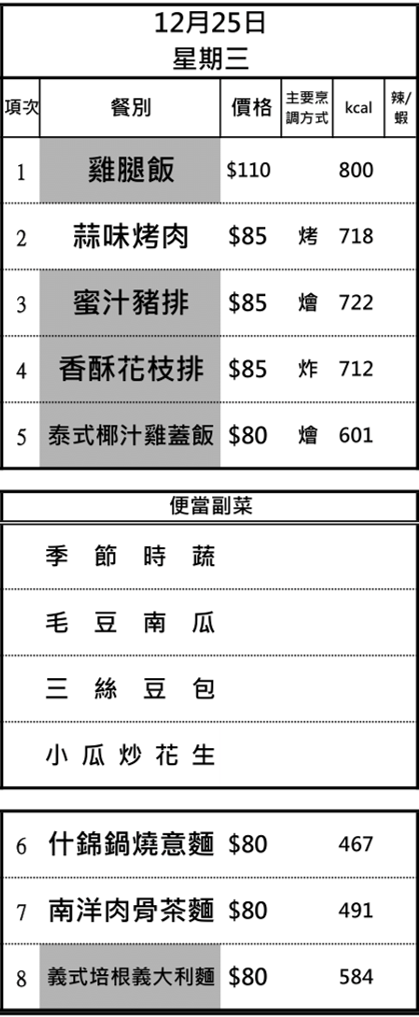 12月25日
星期三
項次 餐別 價格 主要烹調方式 kcal 辣/蝦
1 雞腿飯 $110 800
2 蒜味烤肉 $85 烤 718
3 蜜汁豬排 $85 燴 722
4 香酥花枝排 $85 炸 712
5 泰式椰汁雞蓋飯 $80 燴 601
便當副菜
季節時蔬
毛豆南瓜
三絲豆包
小瓜炒花生
6 什錦鍋燒意麵 $80 467
7 南洋肉骨茶麵 $80 491
8 義式培根義大利麵 $80 584